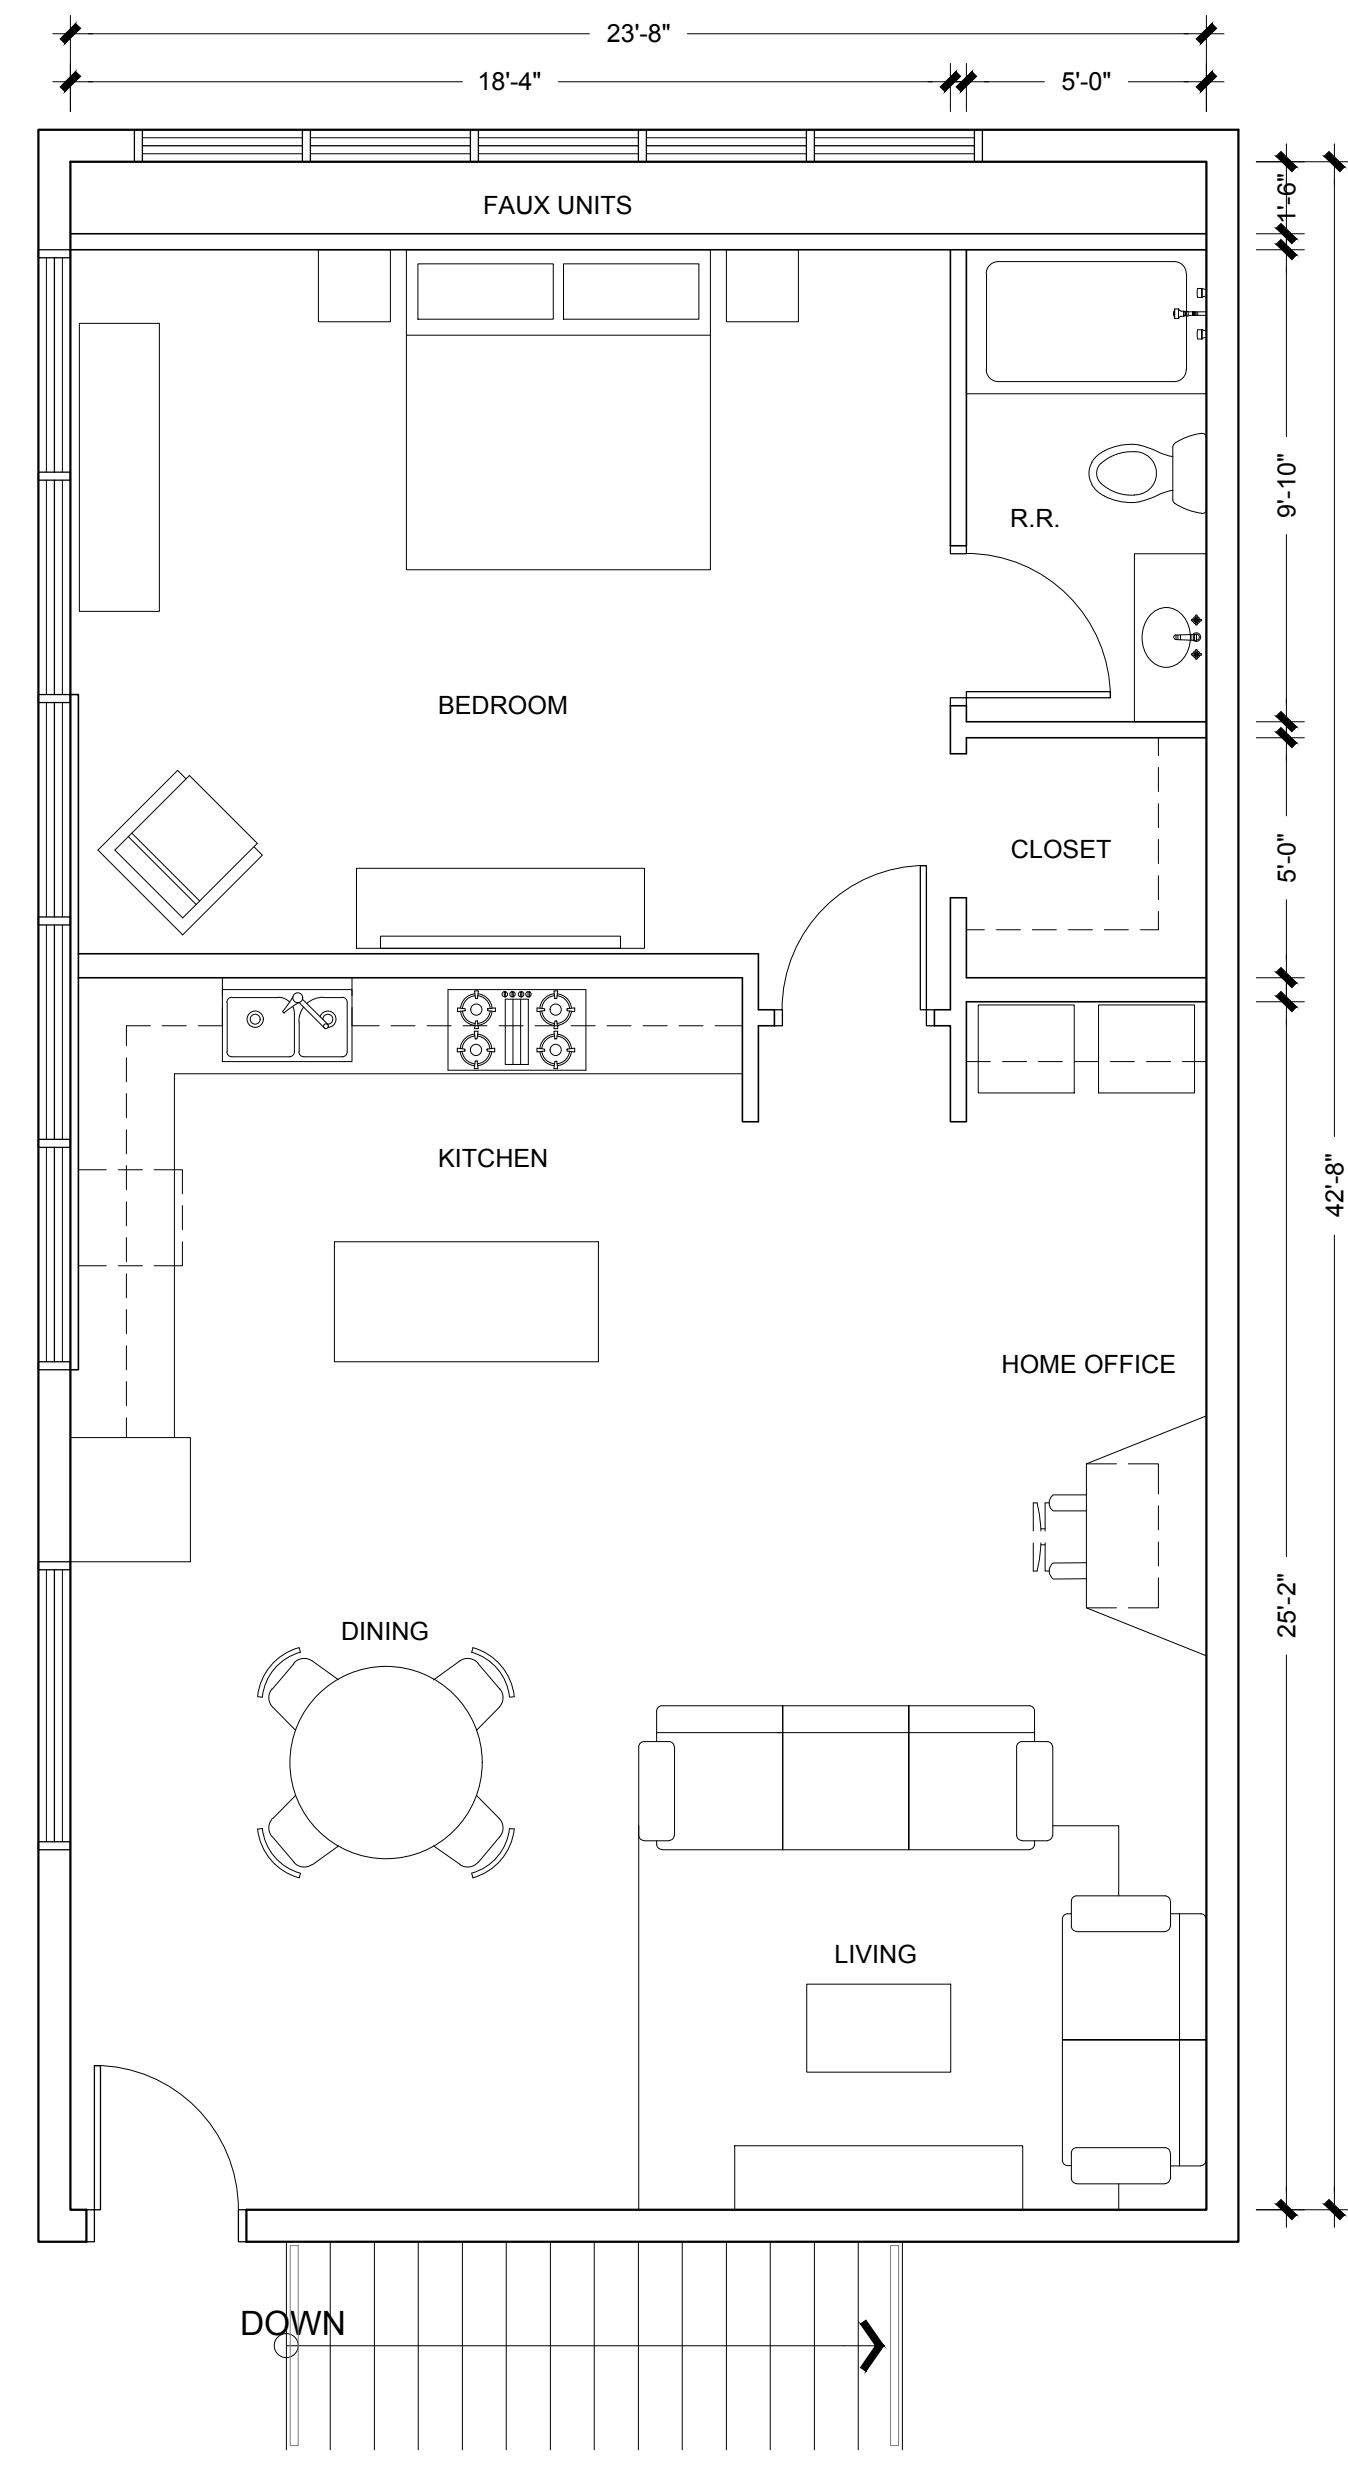 23'-8"
18'-4"
5'-0"
FAUX UNITS
1'-6"
9'-10"
R.R.
BEDROOM
CLOSET
5'-0"
KITCHEN
42'-8"
HOME OFFICE
25'-2"
DINING
LIVING
DOWN